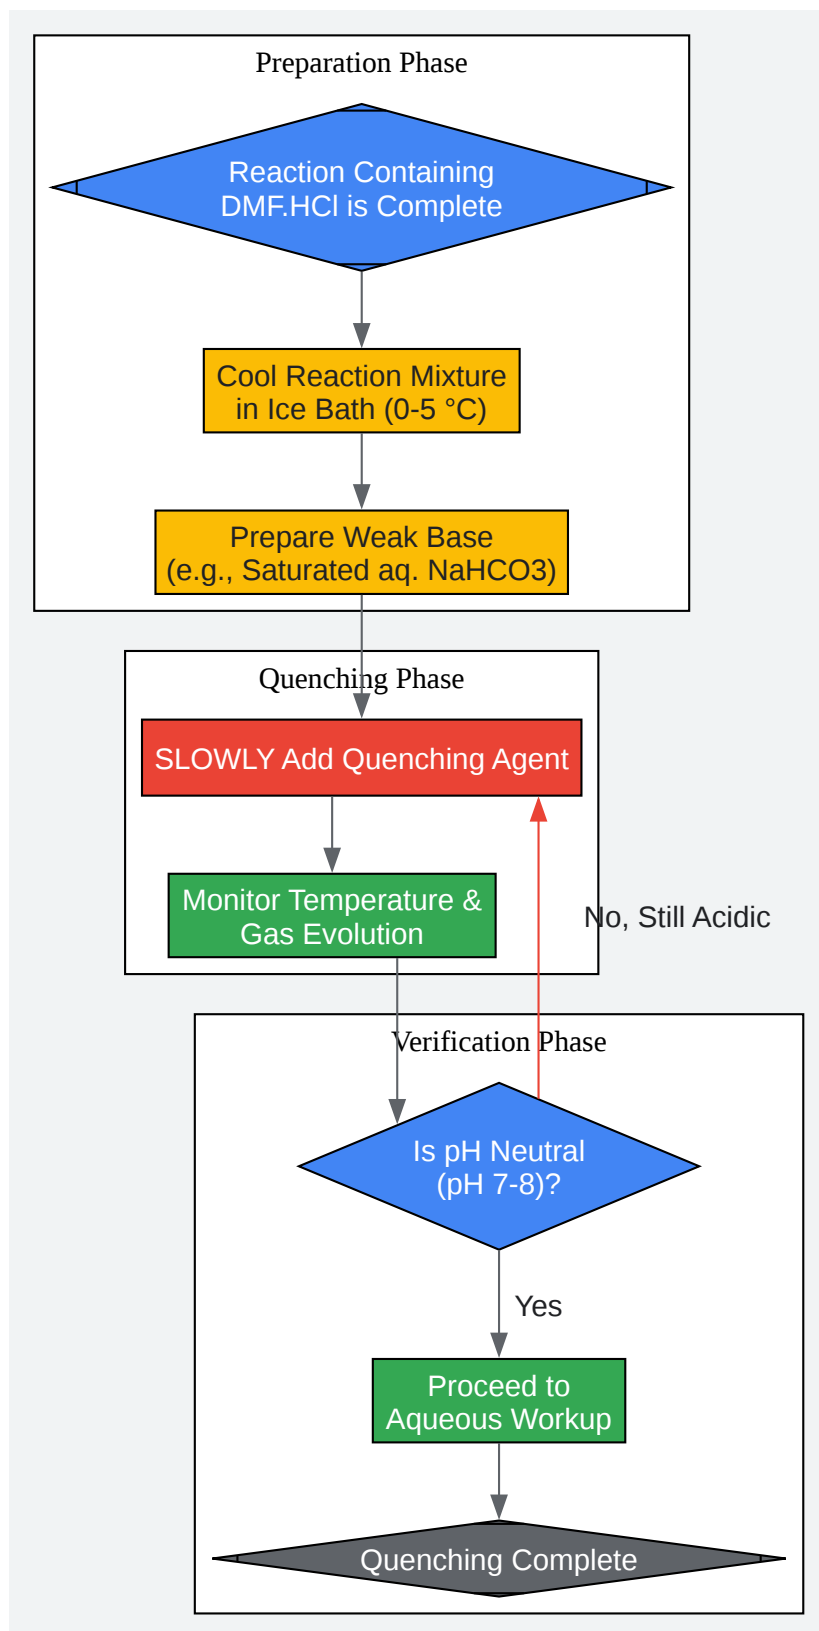 Preparation Phase
Reaction Containing
DMF.HCl is Complete
Cool Reaction Mixture
in Ice Bath (0-5 °C)
Prepare Weak Base
(e.g., Saturated aq. NaHCO3)
Quenching Phase
SLOWLY Add Quenching Agent
Monitor Temperature &
Gas Evolution
No, Still Acidic
Verification Phase
Is pH Neutral
(pH 7-8)?
Yes
Proceed to
Aqueous Workup
Quenching Complete